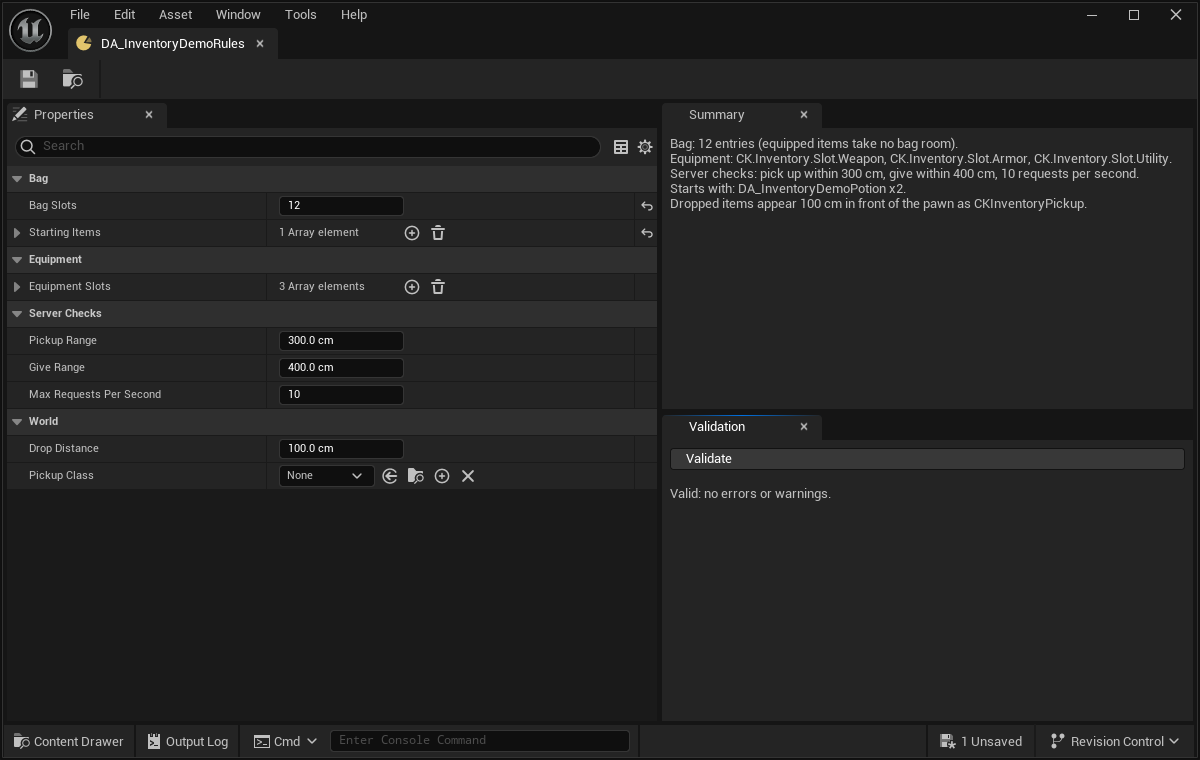 File Edit Asset Window Tools Help
DA_InventoryDemoRules
Properties
Search
Bag
Bag Slots 12
Starting Items 1 Array element
Equipment
Equipment Slots 3 Array elements
Server Checks
Pickup Range 300.0 cm
Give Range 400.0 cm
Max Requests Per Second 10
World
Drop Distance 100.0 cm
Pickup Class None
Summary
Bag: 12 entries (equipped items take no bag room).
Equipment: CK.Inventory.Slot.Weapon, CK.Inventory.Slot.Armor, CK.Inventory.Slot.Utility.
Server checks: pick up within 300 cm, give within 400 cm, 10 requests per second.
Starts with: DA_InventoryDemoPotion x2.
Dropped items appear 100 cm in front of the pawn as CKInventoryPickup.
Validation
Validate
Valid: no errors or warnings.
Content Drawer Output Log Cmd Enter Console Command 1 Unsaved Revision Control